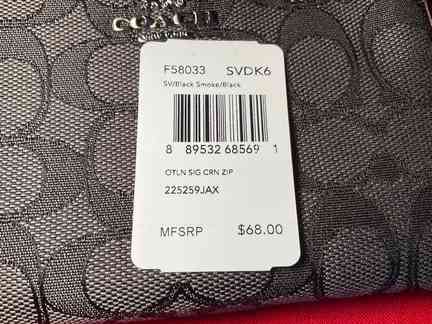 COACH
F58033 SVDK6
SV/Black Smoke/Black
8 89532 68569 1
OTLN SIG CRN ZIP
225259JAX
MFSRP $68.00